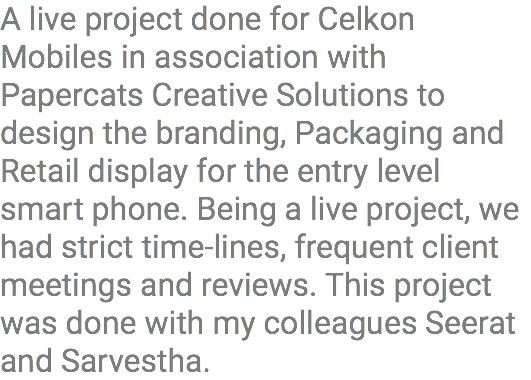 A live project done for Celkon
Mobiles in association with
Papercats Creative Solutions to
design the branding, Packaging and
Retail display for the entry level
smart phone. Being a live project, we
had strict time-lines, frequent client
meetings and reviews. This project
was done with my colleagues Seerat
and Sarvestha.